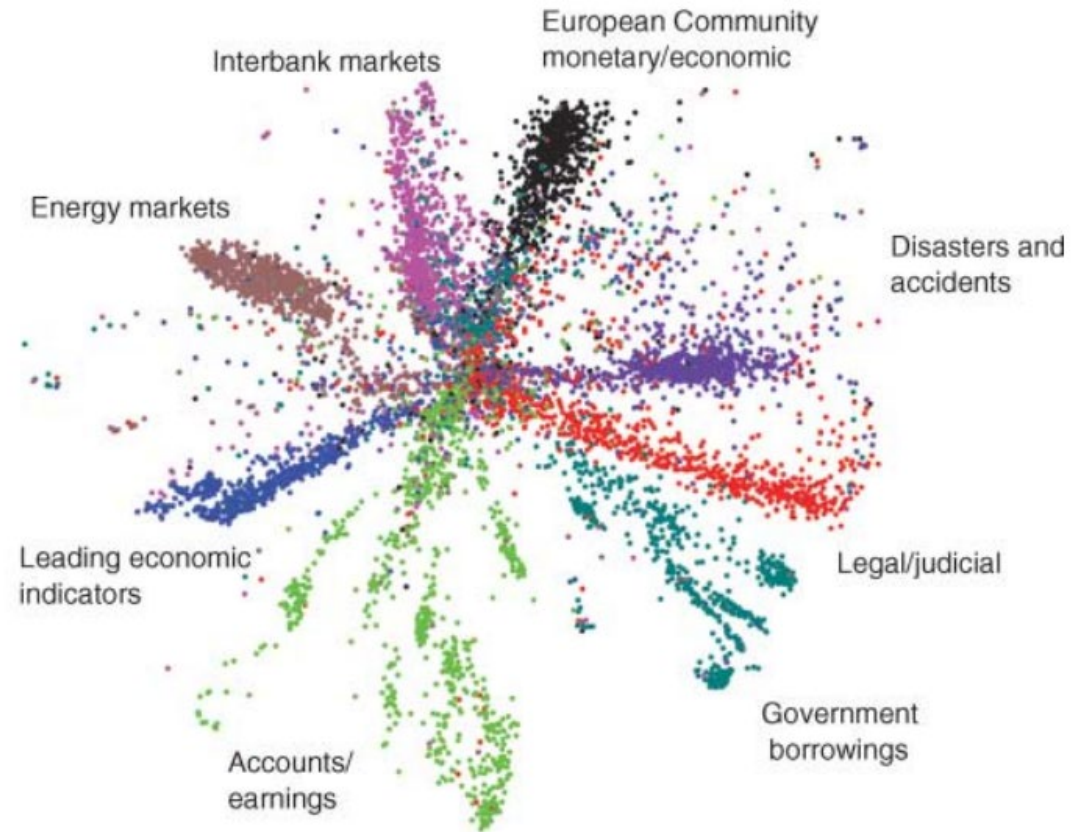 European Community
monetary/economic
Interbank markets
Energy markets
Disasters and
accidents
Leading economic
indicators
Legal/judicial
Government
borrowings
Accounts/
earnings